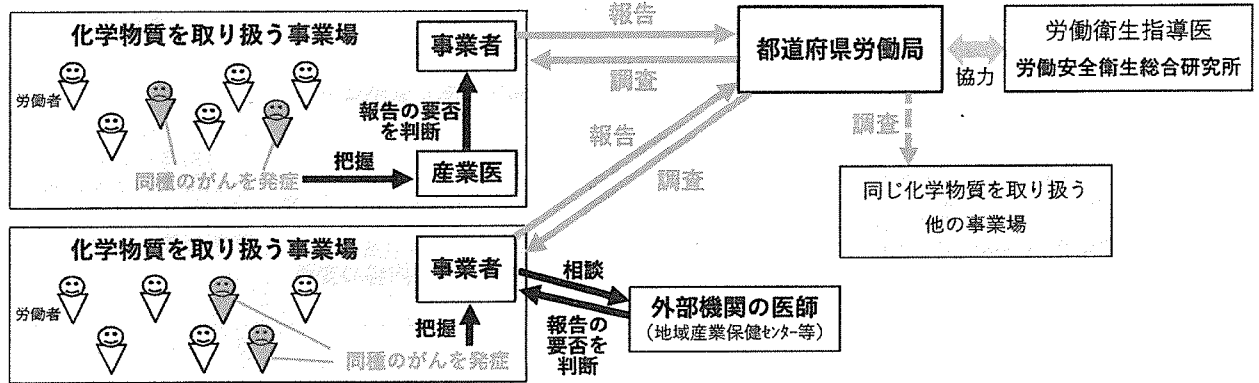 化学物質を取り扱う事業場
労働者
同種のがんを発症
把握
産業医
報告の要否
を判断
事業者
報告
調査
都道府県労働局
協力
労働衛生指導医
労働安全衛生総合研究所
調査
同じ化学物質を取り扱う
他の事業場
報告
調査
化学物質を取り扱う事業場
労働者
同種のがんを発症
把握
事業者
相談
報告の
要否を
判断
外部機関の医師
（地域産業保健センター等）